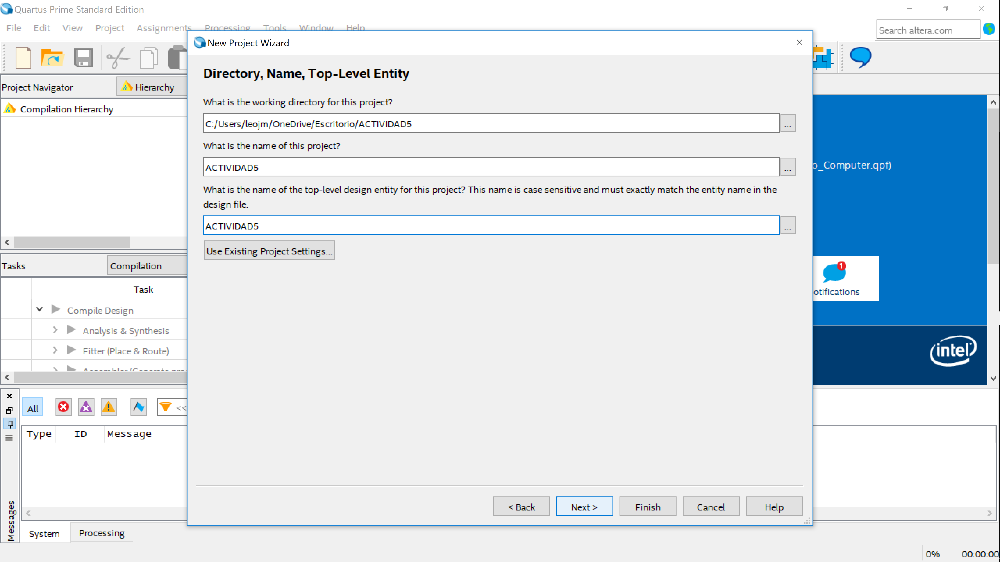 Quartus Prime Standard Edition
File Edit View Project Assignments Processing Tools Window Help
Search altera.com
New Project Wizard
Directory, Name, Top-Level Entity
Project Navigator
Hierarchy
Compilation Hierarchy
What is the working directory for this project?
C:/Users/leojm/OneDrive/Escritorio/ACTIVIDAD5
...
What is the name of this project?
ACTIVIDAD5
...
o_Computer.qpf)
What is the name of the top-level design entity for this project? This name is case sensitive and must exactly match the entity name in the
design file.
ACTIVIDAD5
...
Use Existing Project Settings...
Tasks
Compilation
Task
Compile Design
Analysis & Synthesis
Fitter (Place & Route)
1
otifications
intel
All
<<
Type ID Message
Messages
< Back
Next >
Finish
Cancel
Help
System
Processing
0%
00:00:00